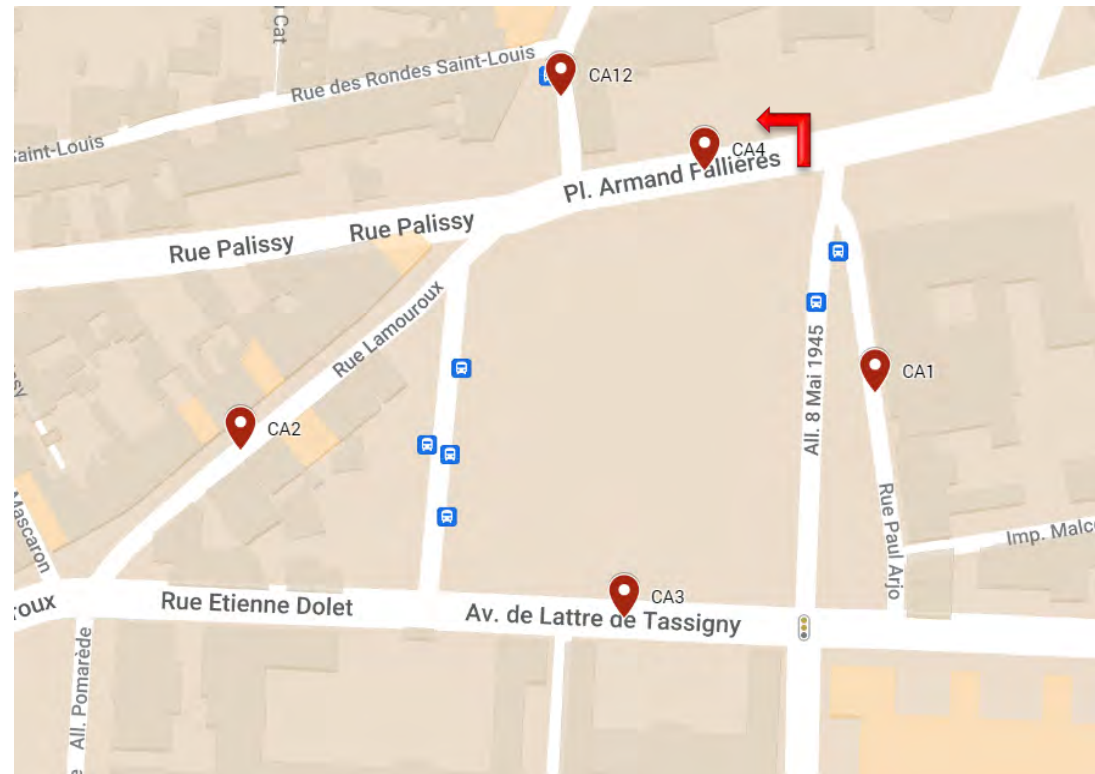 Cat
Rue des Rondes Saint-Louis
CA12
Saint-Louis
CA4
Pl. Armand Fallières
Rue Palissy
Rue Palissy
Rue Lamouroux
All. 8 Mai 1945
CA1
CA2
Mascaron
Rue Paul Arjo
Imp. Malc
CA3
roux
Rue Etienne Dolet
Av. de Lattre de Tassigny
All. Pomarède